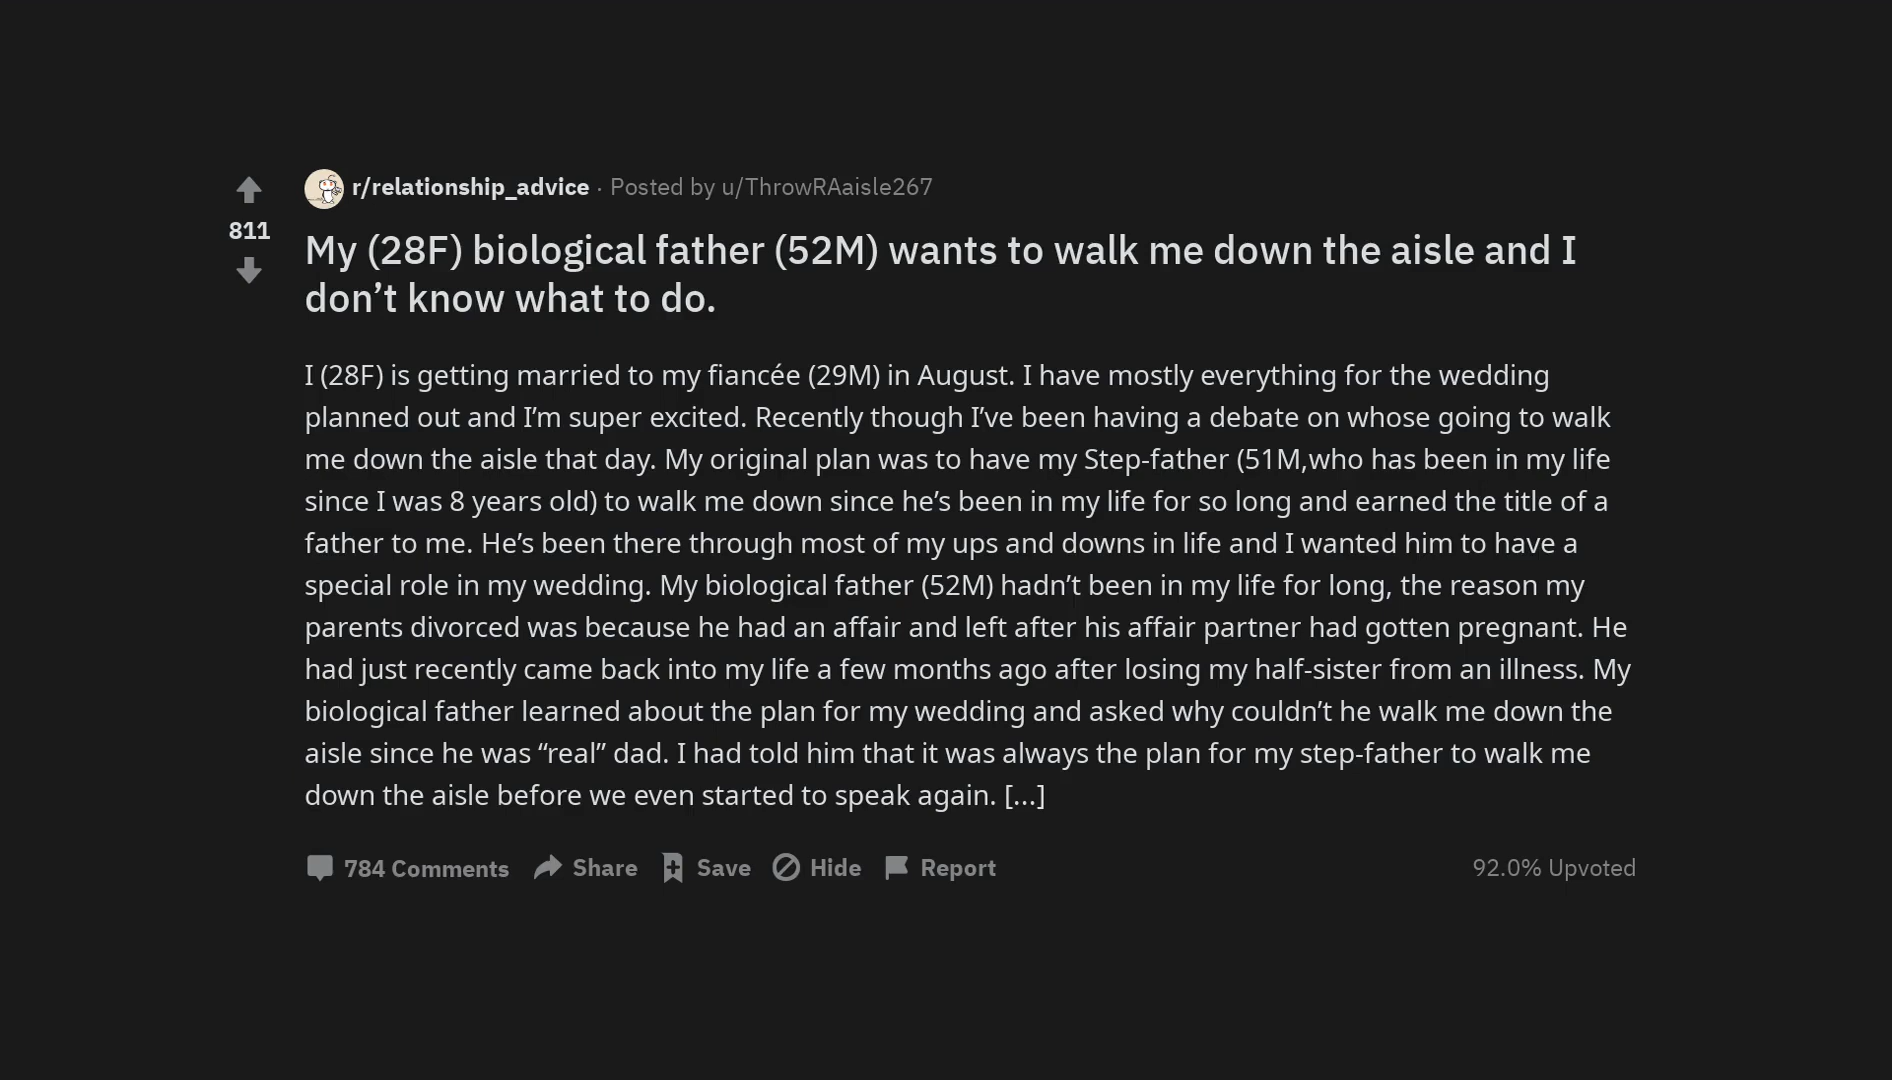 r/relationship_advice · Posted by u/ThrowRAaisle267
811
My (28F) biological father (52M) wants to walk me down the aisle and I
don’t know what to do.
I (28F) is getting married to my fiancée (29M) in August. I have mostly everything for the wedding
planned out and I’m super excited. Recently though I’ve been having a debate on whose going to walk
me down the aisle that day. My original plan was to have my Step-father (51M,who has been in my life
since I was 8 years old) to walk me down since he’s been in my life for so long and earned the title of a
father to me. He’s been there through most of my ups and downs in life and I wanted him to have a
special role in my wedding. My biological father (52M) hadn’t been in my life for long, the reason my
parents divorced was because he had an affair and left after his affair partner had gotten pregnant. He
had just recently came back into my life a few months ago after losing my half-sister from an illness. My
biological father learned about the plan for my wedding and asked why couldn’t he walk me down the
aisle since he was “real” dad. I had told him that it was always the plan for my step-father to walk me
down the aisle before we even started to speak again. [...]
784 Comments Share Save Hide Report 92.0% Upvoted